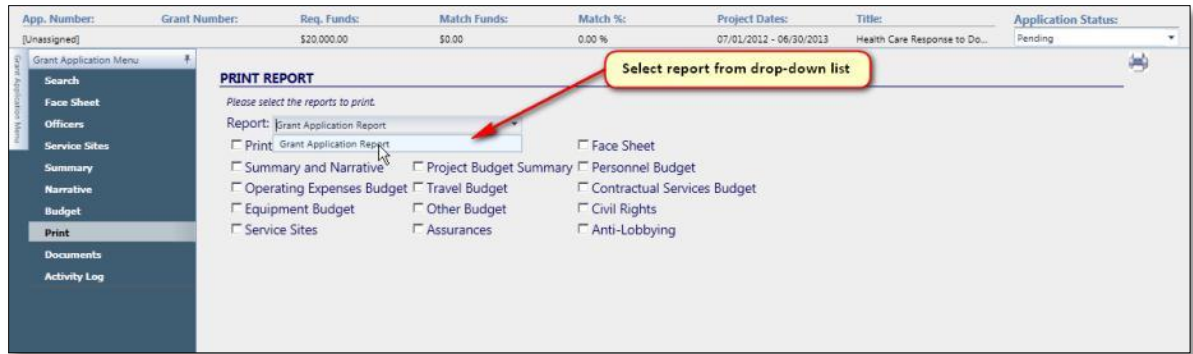 App. Number: Grant Number: Req. Funds: Match Funds: Match %: Project Dates: Title: Application Status:
[Unassigned] $20,000.00 $0.00 0.00 % 07/01/2012 - 06/30/2013 Health Care Response to Do... Pending
Grant Application Menu
Grant Application Menu
Search
Face Sheet
Officers
Service Sites
Summary
Narrative
Budget
Print
Documents
Activity Log
Select report from drop-down list
PRINT REPORT
Please select the reports to print.
Report: Grant Application Report
Grant Application Report
Print Face Sheet
Summary and Narrative Project Budget Summary Personnel Budget
Operating Expenses Budget Travel Budget Contractual Services Budget
Equipment Budget Other Budget Civil Rights
Service Sites Assurances Anti-Lobbying